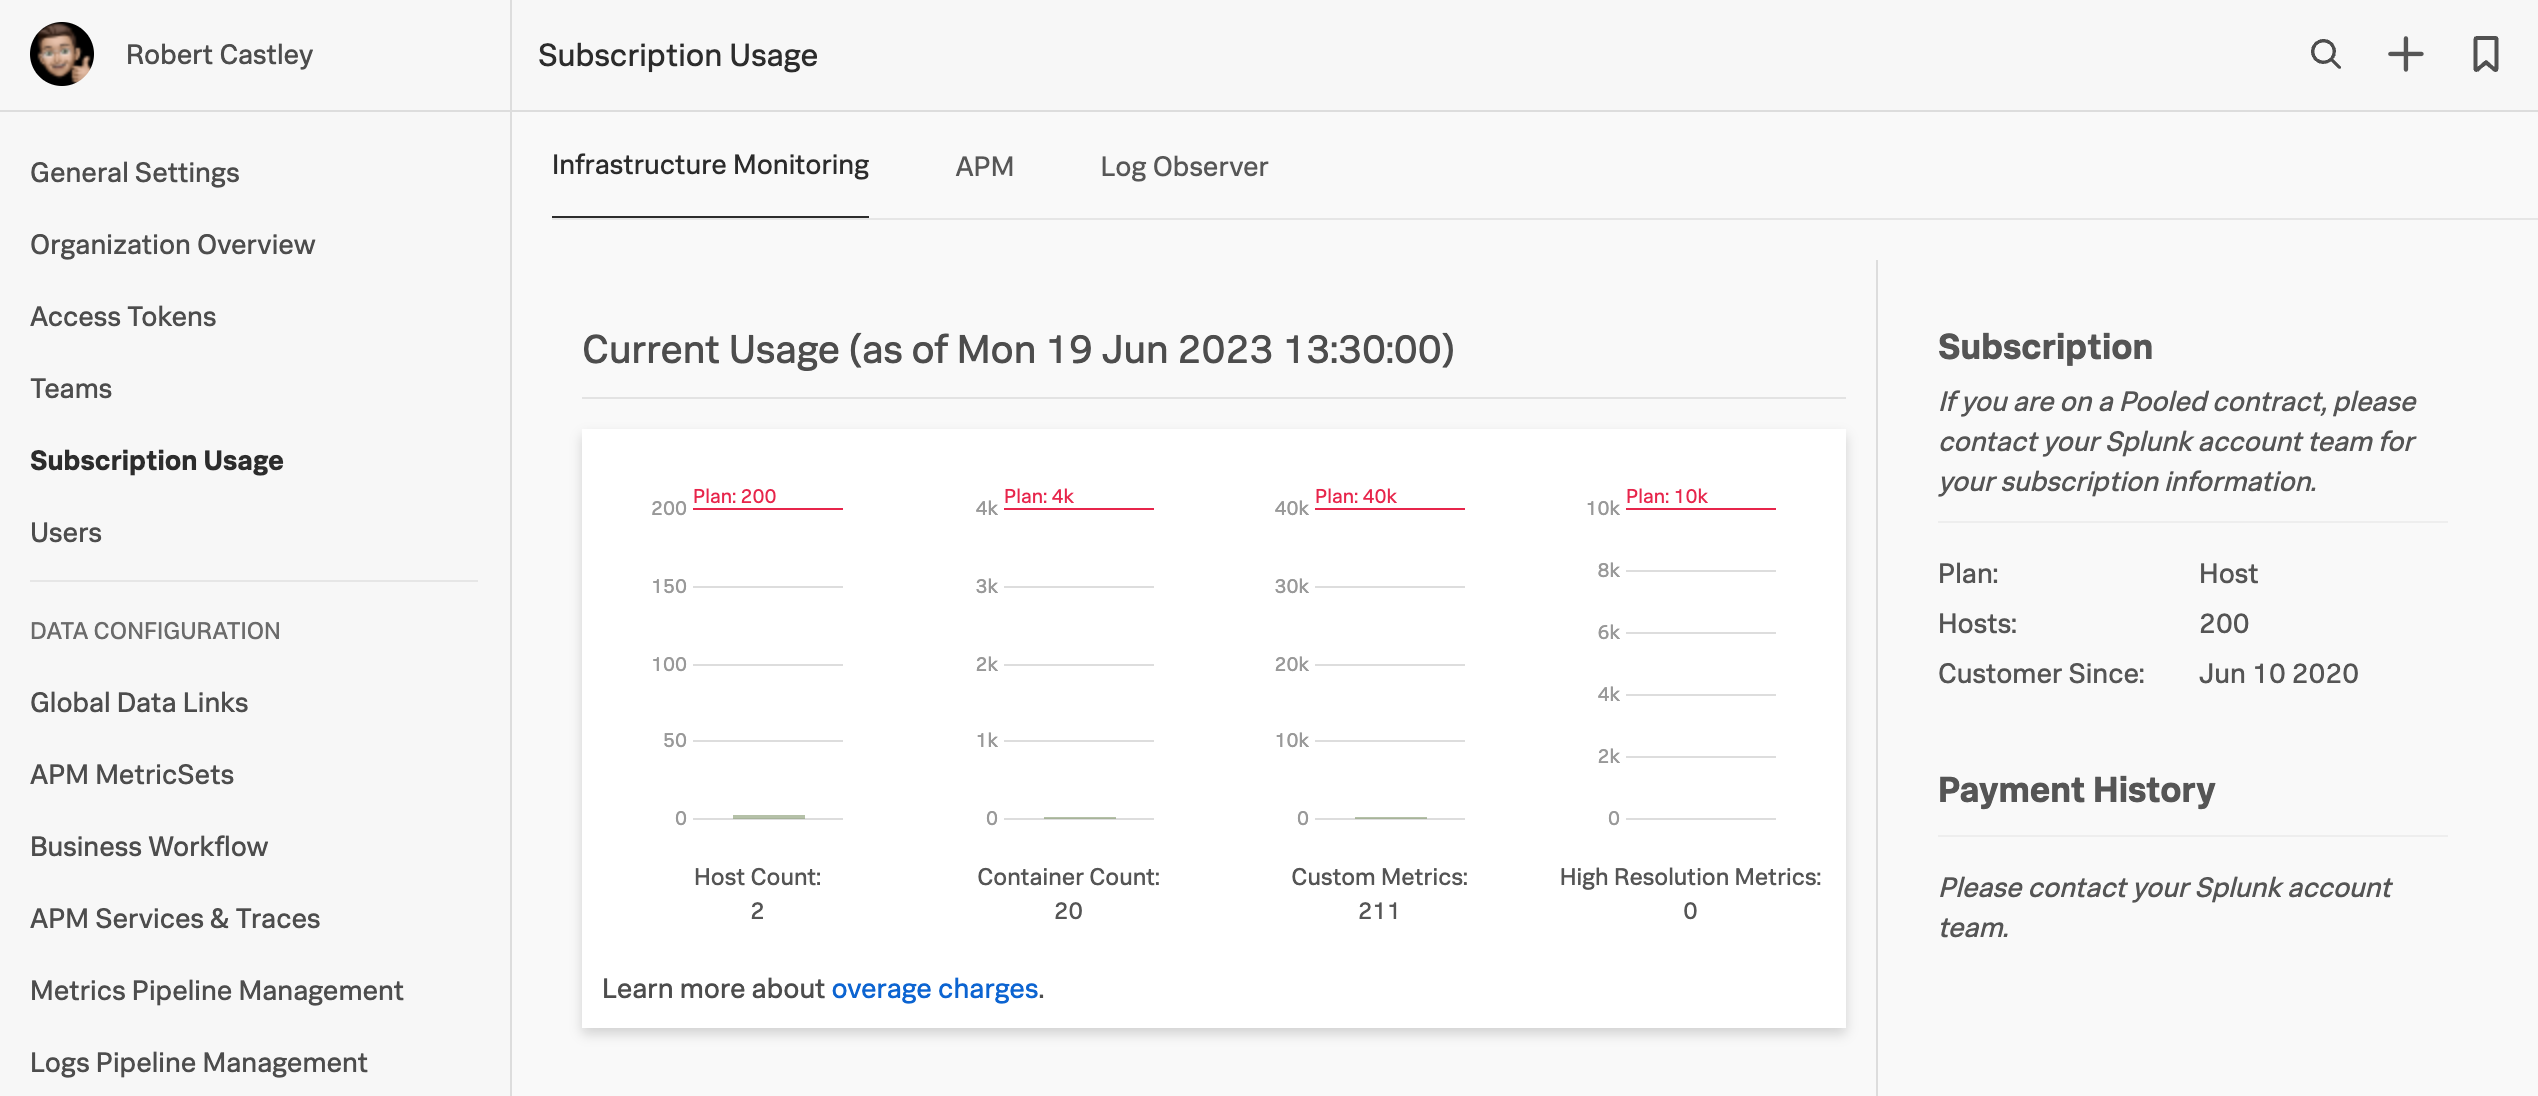 Robert Castley
Subscription Usage
General Settings
Organization Overview
Access Tokens
Teams
Subscription Usage
Users
DATA CONFIGURATION
Global Data Links
APM MetricSets
Business Workflow
APM Services & Traces
Metrics Pipeline Management
Logs Pipeline Management
Infrastructure Monitoring
APM
Log Observer
Current Usage (as of Mon 19 Jun 2023 13:30:00)
Plan: 200
200
150
100
50
0
Host Count:
2
Plan: 4k
4k
3k
2k
1k
0
Container Count:
20
Plan: 40k
40k
30k
20k
10k
0
Custom Metrics:
211
Plan: 10k
10k
8k
6k
4k
2k
0
High Resolution Metrics:
0
Learn more about overage charges.
Subscription
If you are on a Pooled contract, please
contact your Splunk account team for
your subscription information.
Plan: Host
Hosts: 200
Customer Since: Jun 10 2020
Payment History
Please contact your Splunk account
team.